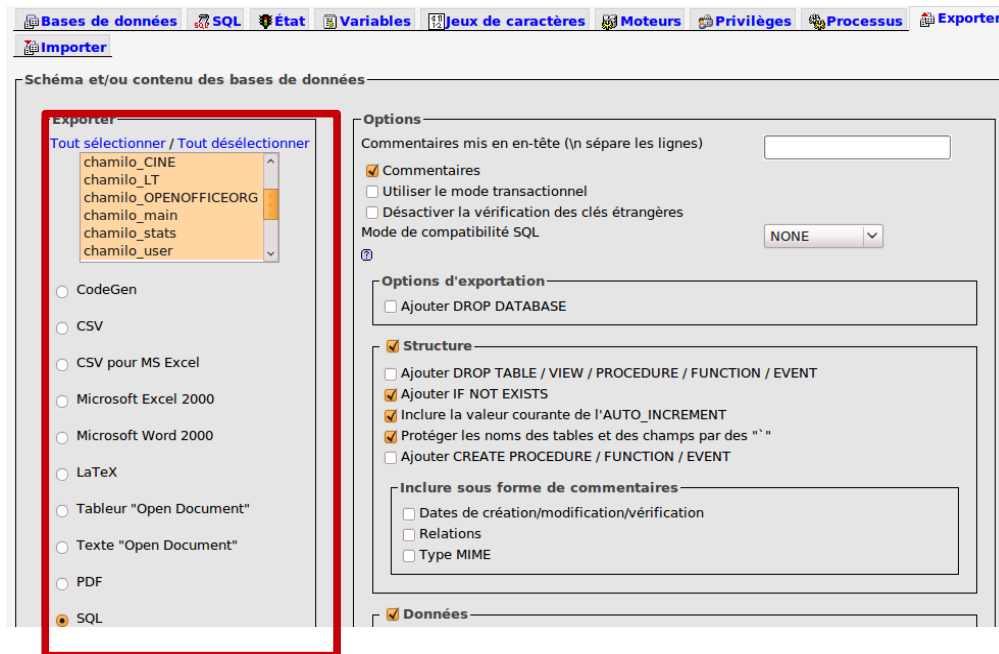 Bases de données SQL État Variables Jeux de caractères Moteurs Privilèges Processus Exporter
Importer
Schéma et/ou contenu des bases de données
Exporter
Tout sélectionner / Tout désélectionner
chamilo_CINE
chamilo_LT
chamilo_OPENOFFICEORG
chamilo_main
chamilo_stats
chamilo_user
CodeGen
CSV
CSV pour MS Excel
Microsoft Excel 2000
Microsoft Word 2000
LaTeX
Tableur "Open Document"
Texte "Open Document"
PDF
SQL
Options
Commentaires mis en en-tête (\n sépare les lignes)
Commentaires
Utiliser le mode transactionnel
Désactiver la vérification des clés étrangères
Mode de compatibilité SQL NONE
Options d'exportation
Ajouter DROP DATABASE
Structure
Ajouter DROP TABLE / VIEW / PROCEDURE / FUNCTION / EVENT
Ajouter IF NOT EXISTS
Inclure la valeur courante de l'AUTO_INCREMENT
Protéger les noms des tables et des champs par des "`"
Ajouter CREATE PROCEDURE / FUNCTION / EVENT
Inclure sous forme de commentaires
Dates de création/modification/vérification
Relations
Type MIME
Données